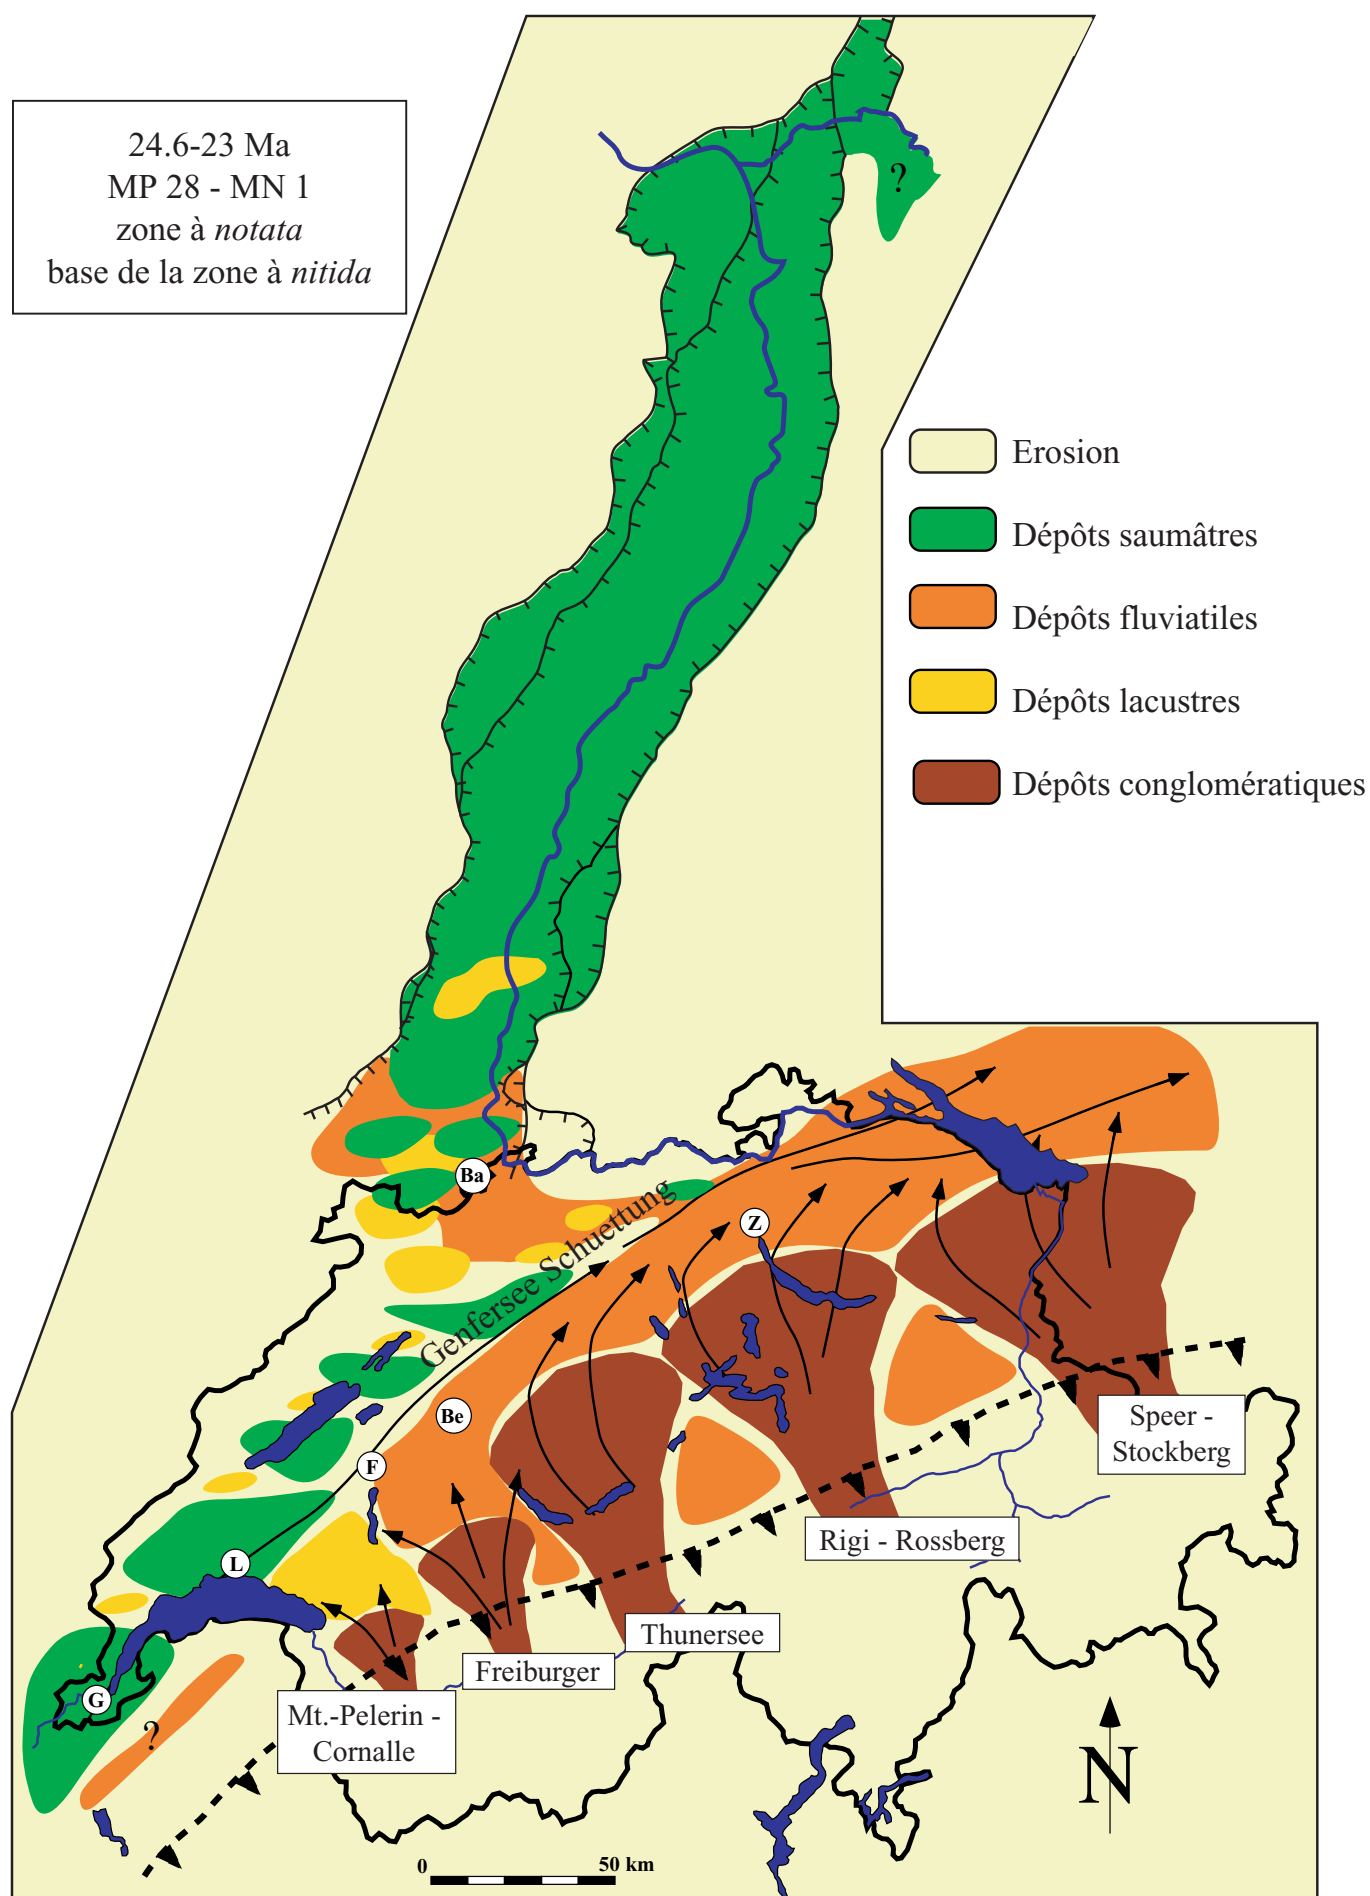 24.6-23 Ma
MP 28 - MN 1
zone à notata
base de la zone à nitida
?
Erosion
Dépôts saumâtres
Dépôts fluviatiles
Dépôts lacustres
Dépôts conglomératiques
Ba
Genfersee Schuettung
Z
Be
F
L
G
?
Speer -
Stockberg
Rigi - Rossberg
Thunersee
Freiburger
Mt.-Pelerin -
Cornalle
N
0 50 km